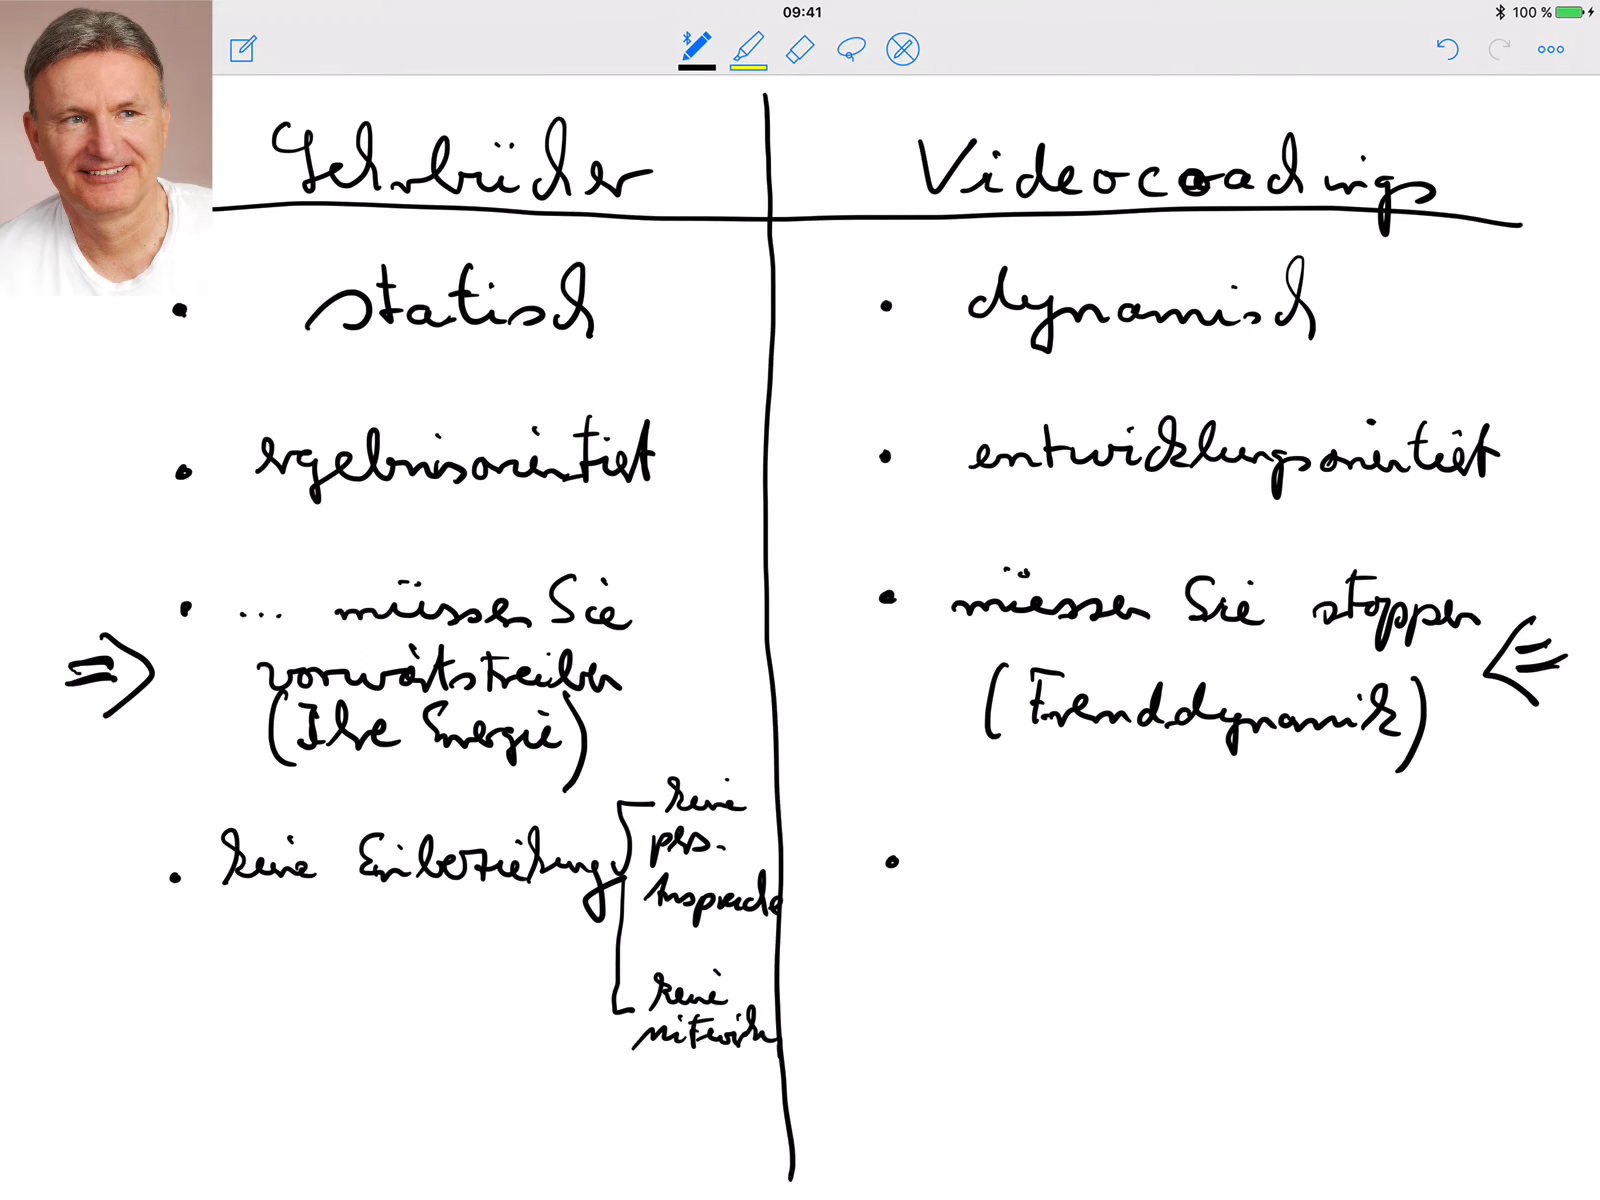 09:41
100 %
Lehrbücher
Videocoachings
• statisch
• dynamisch
• ergebnisorientiert
• entwicklungsorientiert
• ... müssen Sie
vorwärtstreiben
(Ihre Energie)
• müssen Sie stoppen
(Fremddynamik)
• keine Einbeziehung
keine
pers.
Ansprache
keine
mitwirk
•